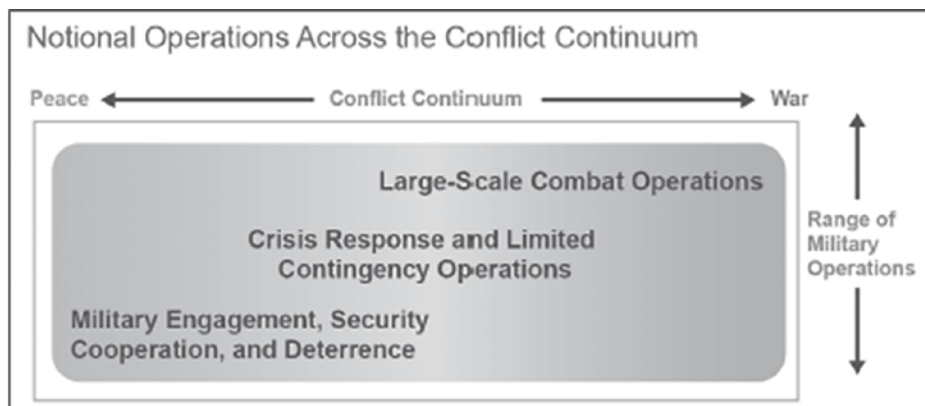 Notional Operations Across the Conflict Continuum
Peace
Conflict Continuum
War
Large-Scale Combat Operations
Crisis Response and Limited
Contingency Operations
Military Engagement, Security
Cooperation, and Deterrence
Range of
Military
Operations